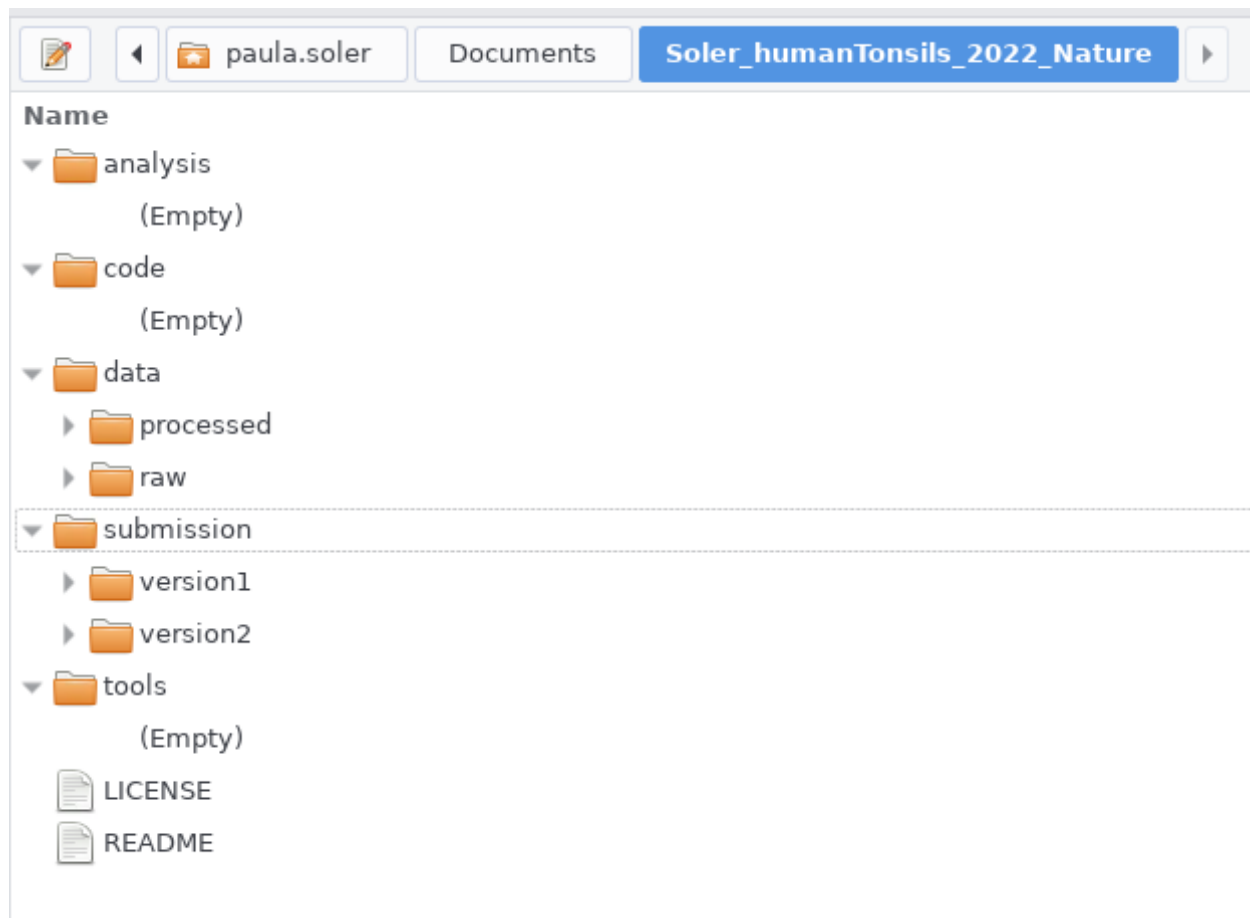 paula.soler Documents Soler_humanTonsils_2022_Nature
Name
analysis
(Empty)
code
(Empty)
data
processed
raw
submission
version1
version2
tools
(Empty)
LICENSE
README